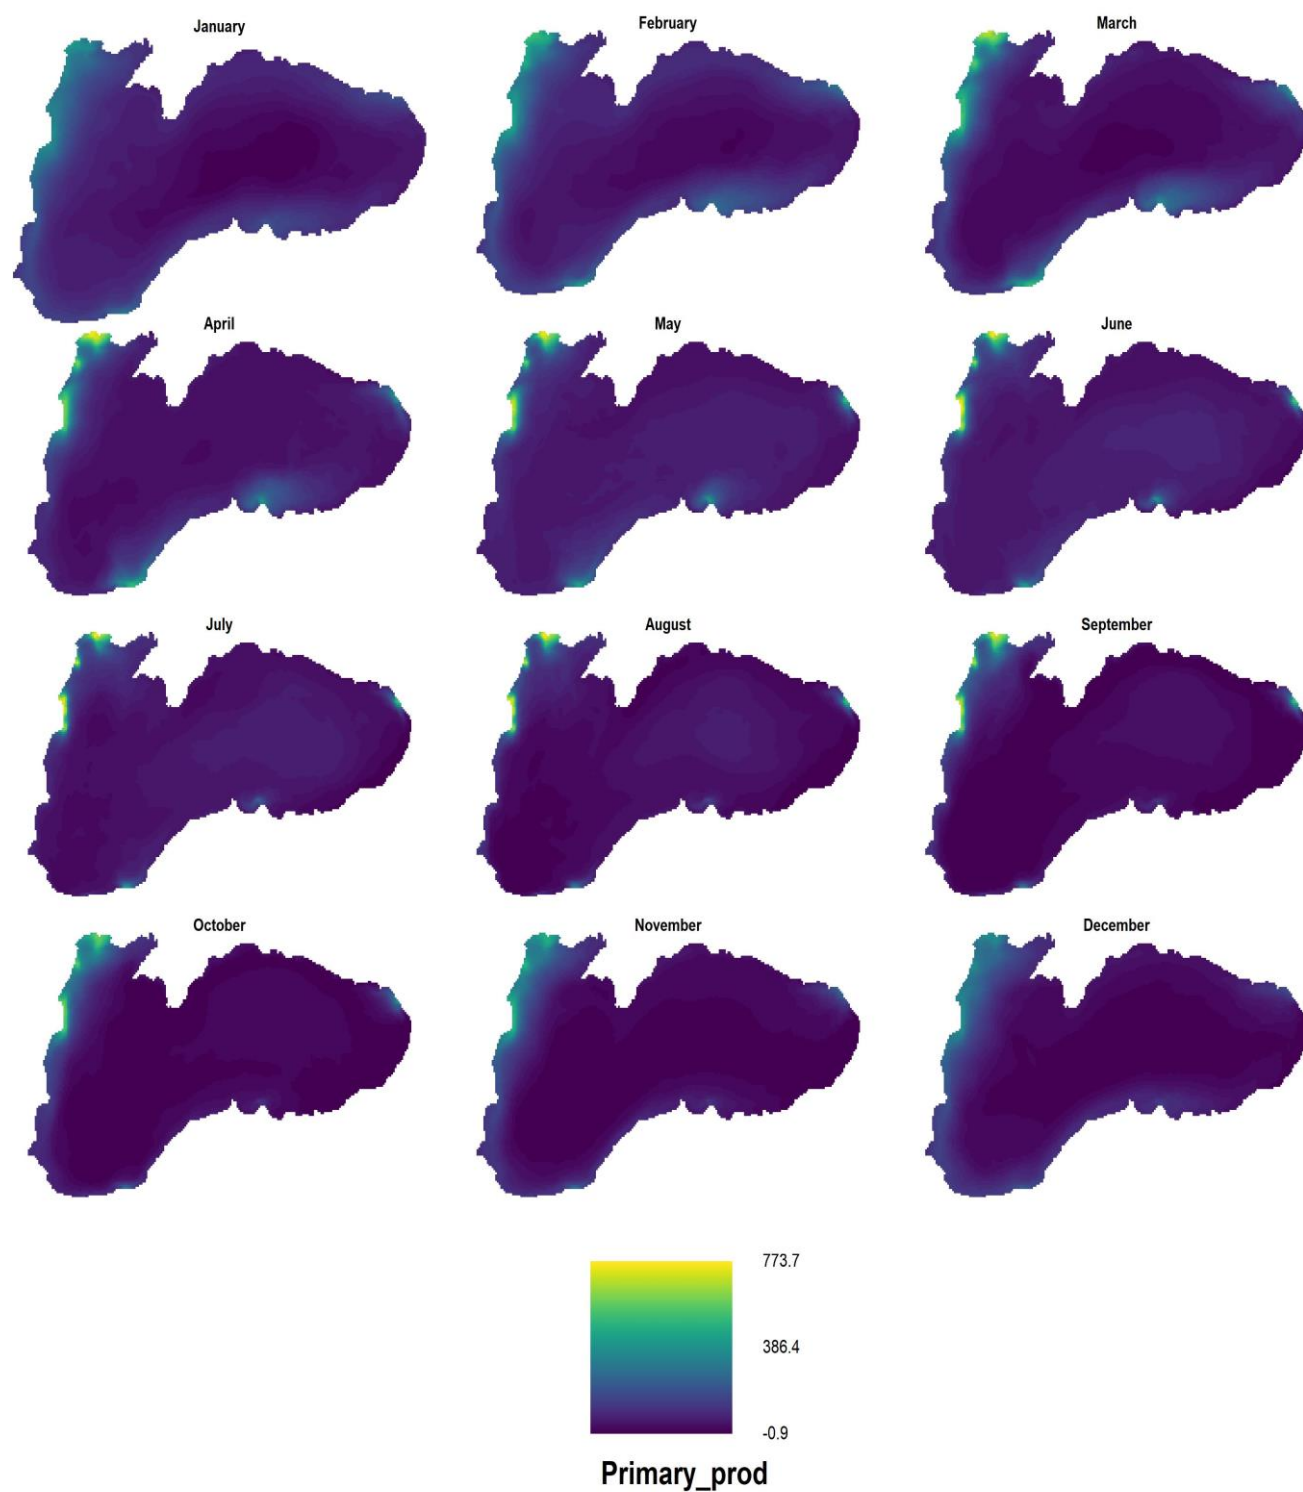 January
February
March
April
May
June
July
August
September
October
November
December
773.7
386.4
-0.9
Primary_prod